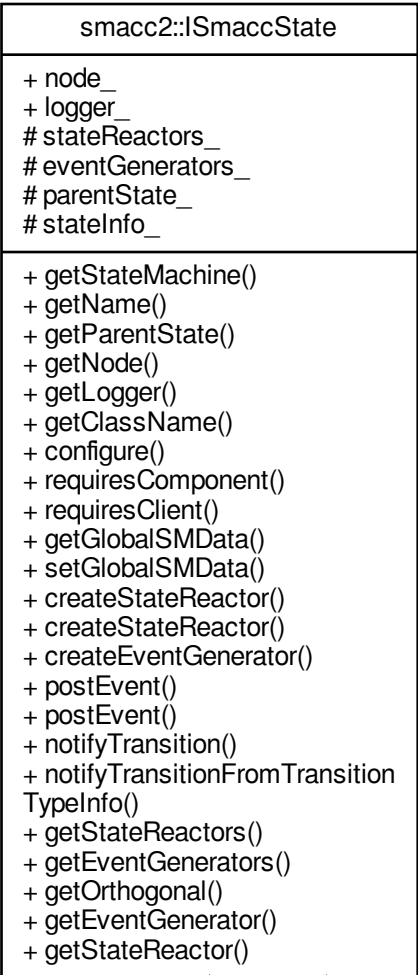 smacc2::ISmaccState
+ node_
+ logger_
# stateReactors_
# eventGenerators_
# parentState_
# stateInfo_
+ getStateMachine()
+ getName()
+ getParentState()
+ getNode()
+ getLogger()
+ getClassName()
+ configure()
+ requiresComponent()
+ requiresClient()
+ getGlobalSMData()
+ setGlobalSMData()
+ createStateReactor()
+ createStateReactor()
+ createEventGenerator()
+ postEvent()
+ postEvent()
+ notifyTransition()
+ notifyTransitionFromTransition
TypeInfo()
+ getStateReactors()
+ getEventGenerators()
+ getOrthogonal()
+ getEventGenerator()
+ getStateReactor()